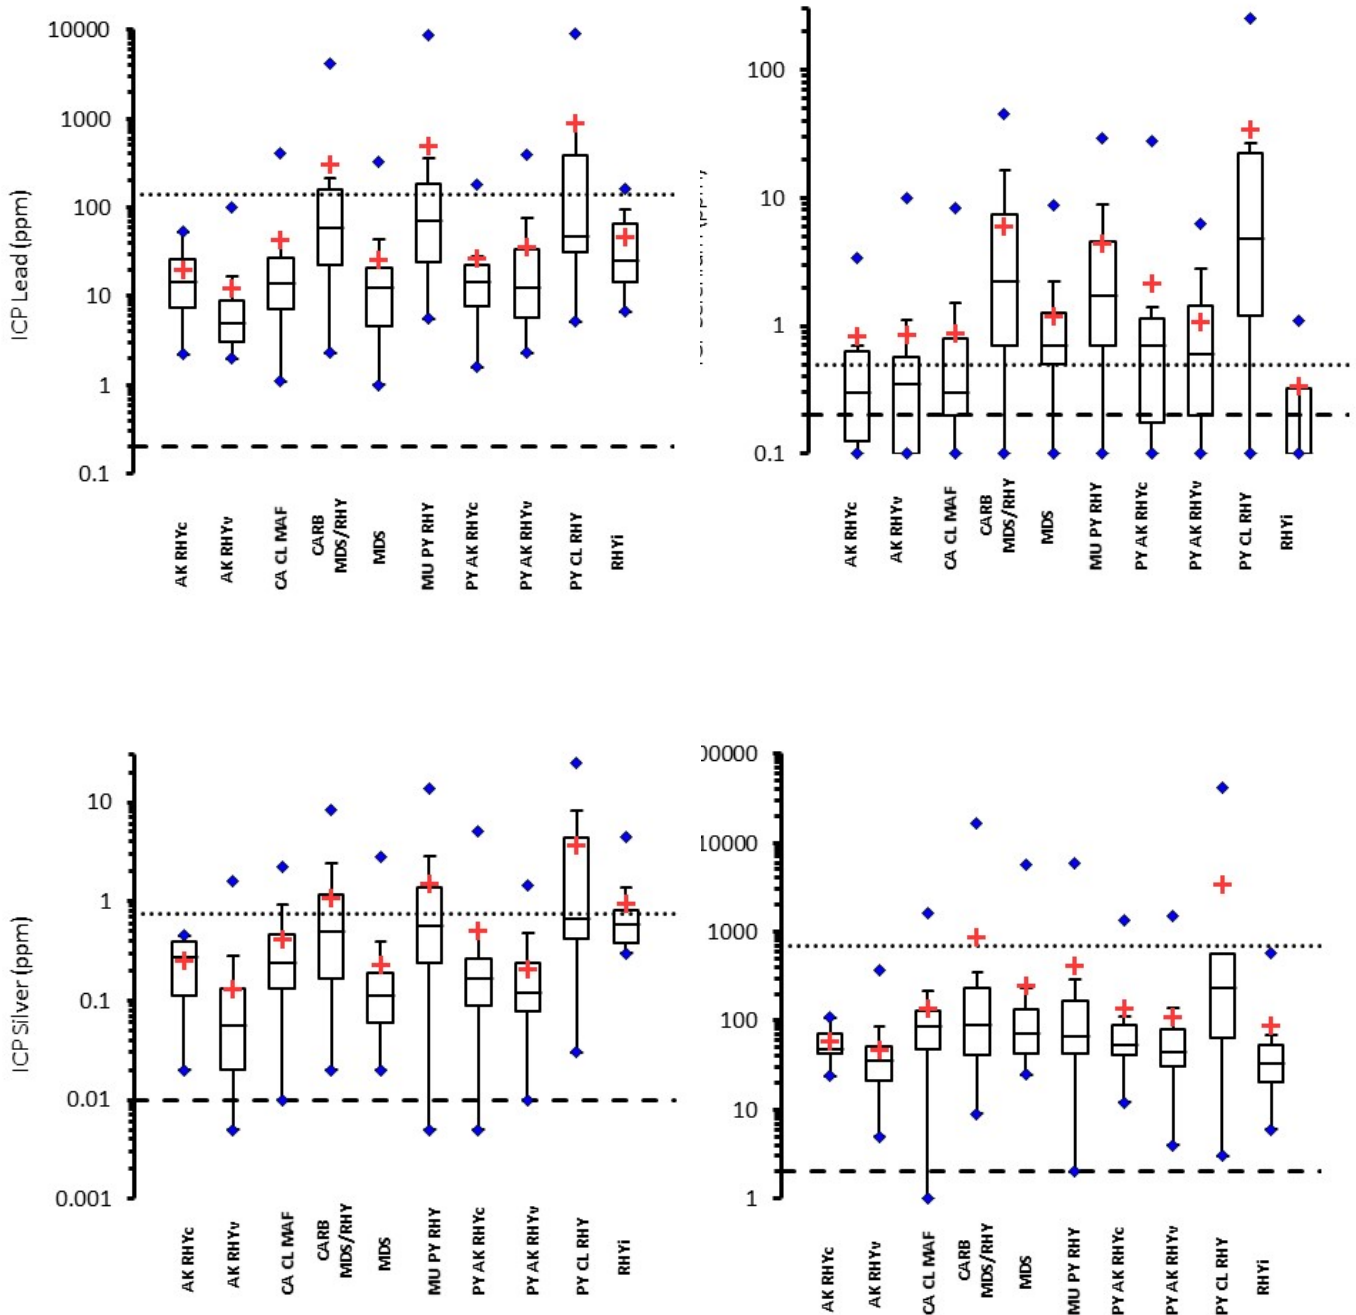 ICP Lead (ppm)
10000
1000
100
10
1
0.1
AK RHYc
AK RHYv
CA CL MAF
CARB
MDS/RHY
MDS
MU PY RHY
PY AK RHYc
PY AK RHYv
PY CL RHY
RHYi
100
10
1
0.1
AK RHYc
AK RHYv
CA CL MAF
CARB
MDS/RHY
MDS
MU PY RHY
PY AK RHYc
PY AK RHYv
PY CL RHY
RHYi
ICP Silver (ppm)
10
1
0.1
0.01
0.001
AK RHYc
AK RHYv
CA CL MAF
CARB
MDS/RHY
MDS
MU PY RHY
PY AK RHYc
PY AK RHYv
PY CL RHY
RHYi
00000
10000
1000
100
10
1
AK RHYc
AK RHYv
CA CL MAF
CARB
MDS/RHY
MDS
MU PY RHY
PY AK RHYc
PY AK RHYv
PY CL RHY
RHYi